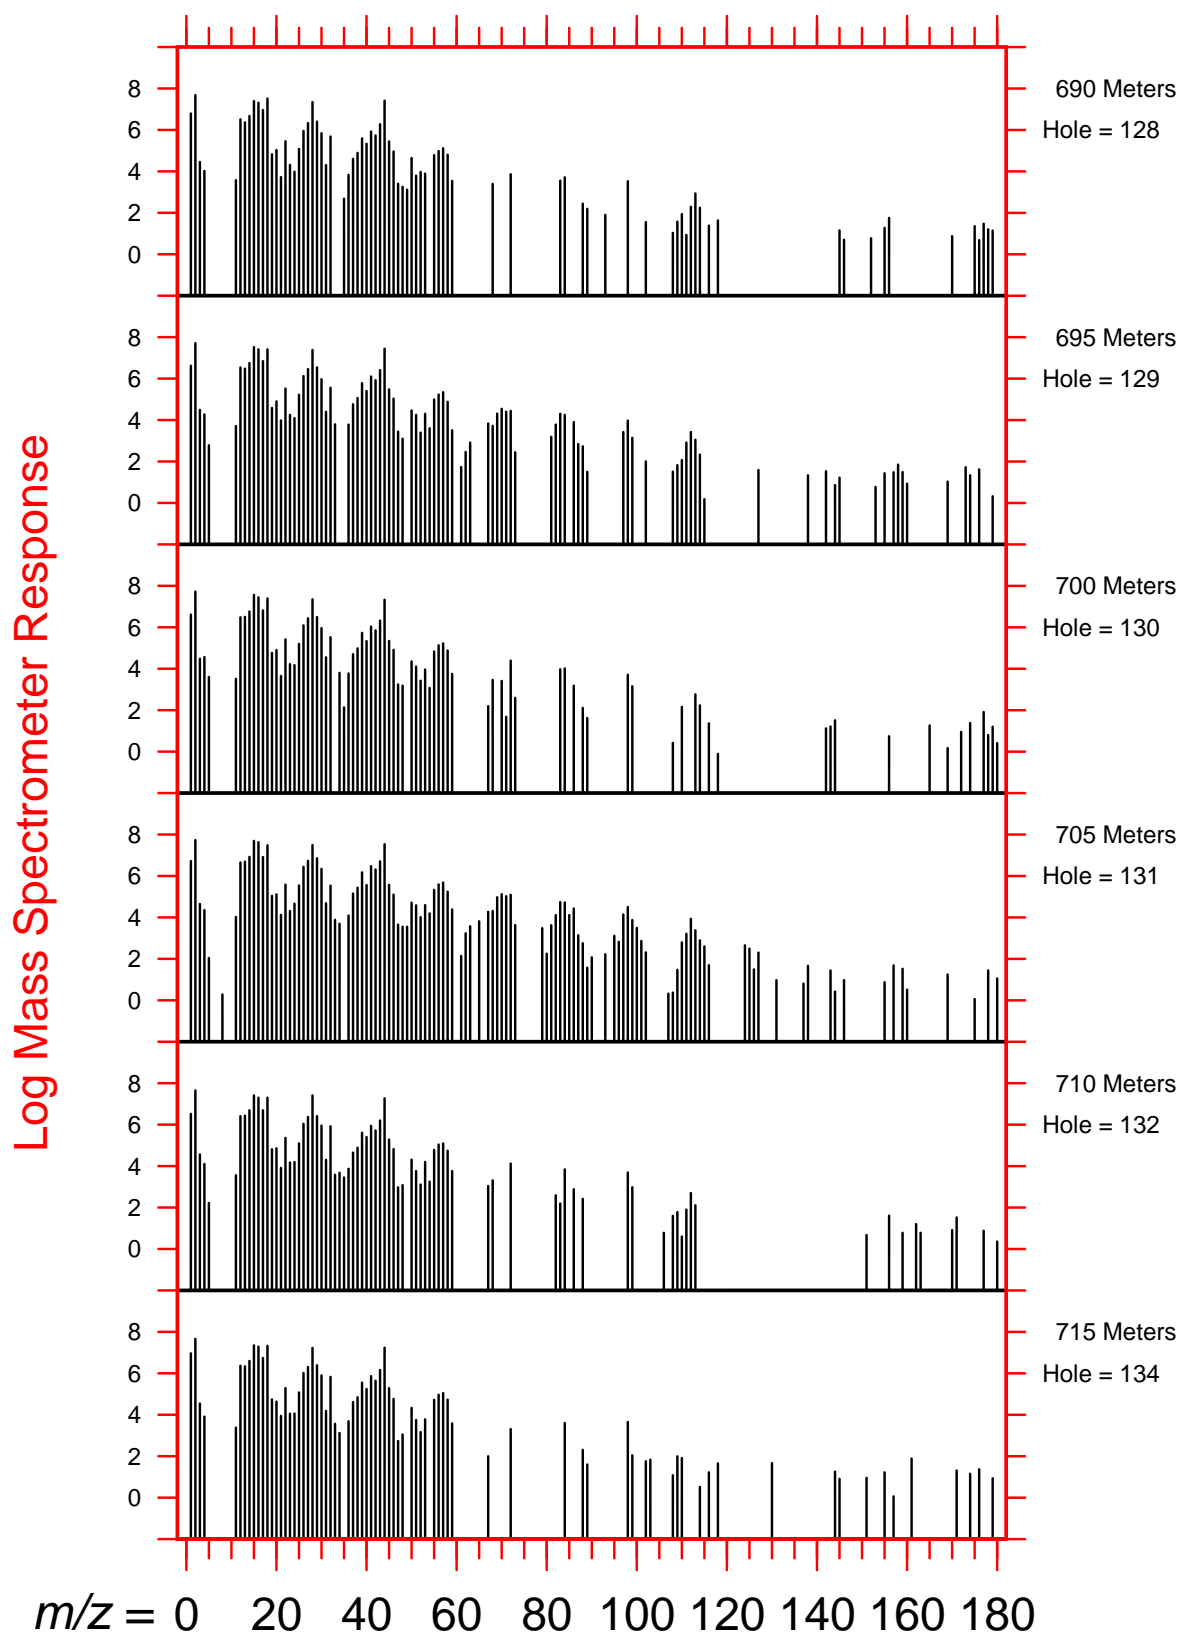 8
6
4
2
0
690 Meters
Hole = 128
8
6
4
2
0
695 Meters
Hole = 129
8
6
4
2
0
700 Meters
Hole = 130
8
6
4
2
0
705 Meters
Hole = 131
8
6
4
2
0
710 Meters
Hole = 132
8
6
4
2
0
715 Meters
Hole = 134
Log Mass Spectrometer Response
m/z = 0 20 40 60 80 100 120 140 160 180